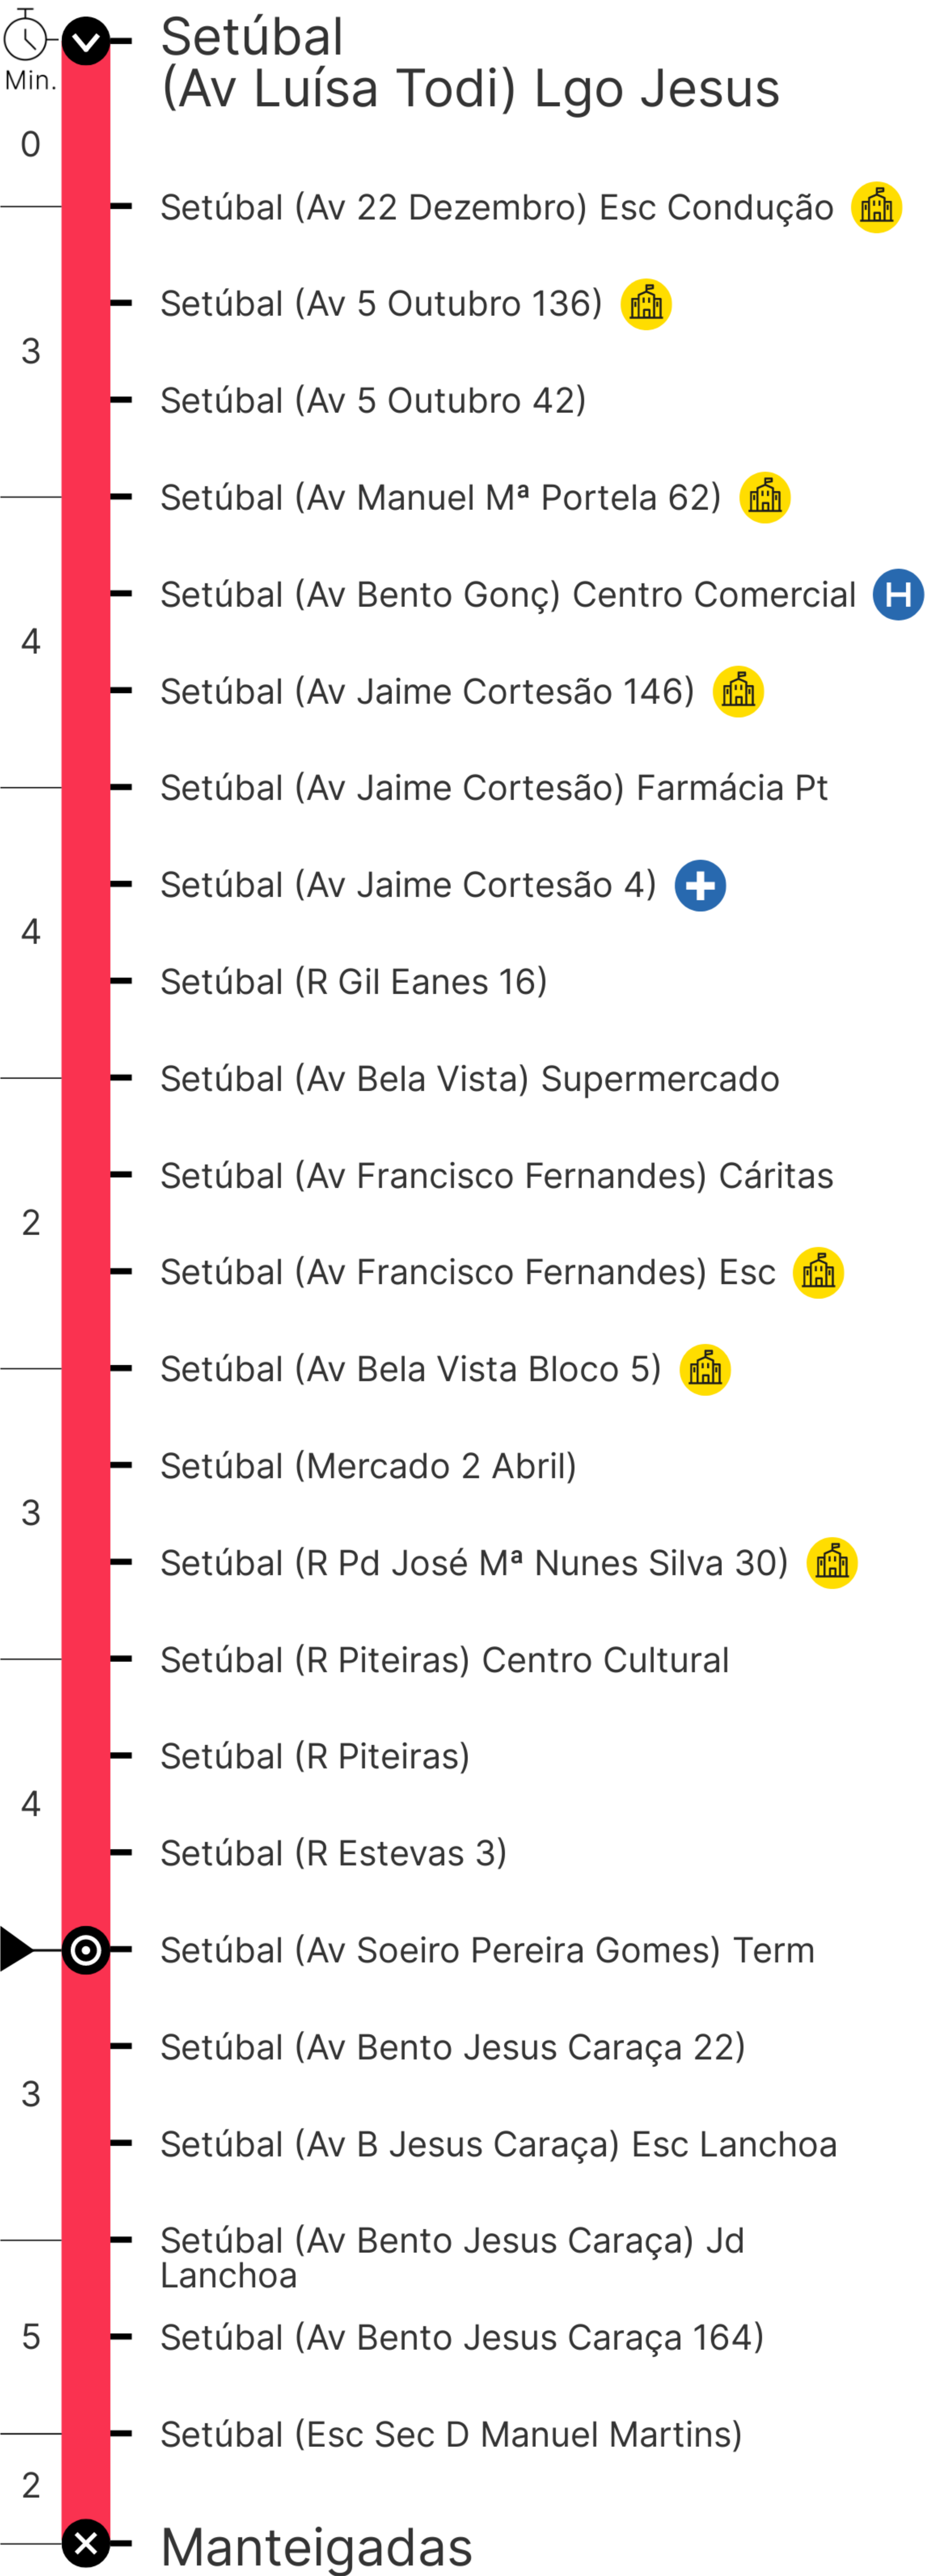 Setúbal
(Av Luísa Todi) Lgo Jesus
Min.
0
Setúbal (Av 22 Dezembro) Esc Condução
Setúbal (Av 5 Outubro 136)
3
Setúbal (Av 5 Outubro 42)
Setúbal (Av Manuel Mª Portela 62)
Setúbal (Av Bento Gonç) Centro Comercial H
4
Setúbal (Av Jaime Cortesão 146)
Setúbal (Av Jaime Cortesão) Farmácia Pt
Setúbal (Av Jaime Cortesão 4)
4
Setúbal (R Gil Eanes 16)
Setúbal (Av Bela Vista) Supermercado
Setúbal (Av Francisco Fernandes) Cáritas
2
Setúbal (Av Francisco Fernandes) Esc
Setúbal (Av Bela Vista Bloco 5)
Setúbal (Mercado 2 Abril)
3
Setúbal (R Pd José Mª Nunes Silva 30)
Setúbal (R Piteiras) Centro Cultural
Setúbal (R Piteiras)
4
Setúbal (R Estevas 3)
Setúbal (Av Soeiro Pereira Gomes) Term
Setúbal (Av Bento Jesus Caraça 22)
3
Setúbal (Av B Jesus Caraça) Esc Lanchoa
Setúbal (Av Bento Jesus Caraça) Jd
Lanchoa
5
Setúbal (Av Bento Jesus Caraça 164)
Setúbal (Esc Sec D Manuel Martins)
2
Manteigadas